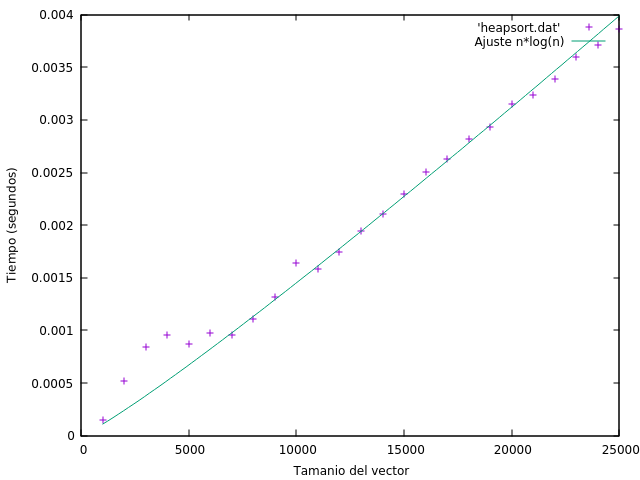 0.004
0.0035
0.003
0.0025
0.002
0.0015
0.001
0.0005
0
Tiempo (segundos)
'heapsort.dat'
Ajuste n*log(n)
0 5000 10000 15000 20000 25000
Tamanio del vector